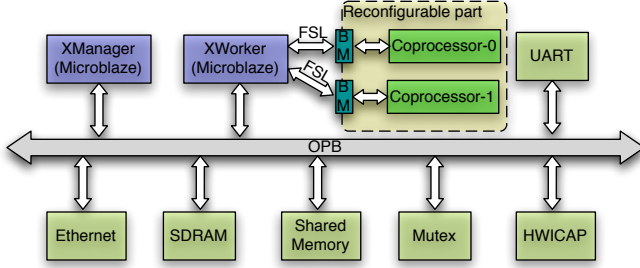 Reconfigurable part
XManager
(Microblaze)
XWorker
(Microblaze)
FSL
FSL
B
M
B
M
Coprocessor-0
Coprocessor-1
UART
OPB
Ethernet
SDRAM
Shared
Memory
Mutex
HWICAP